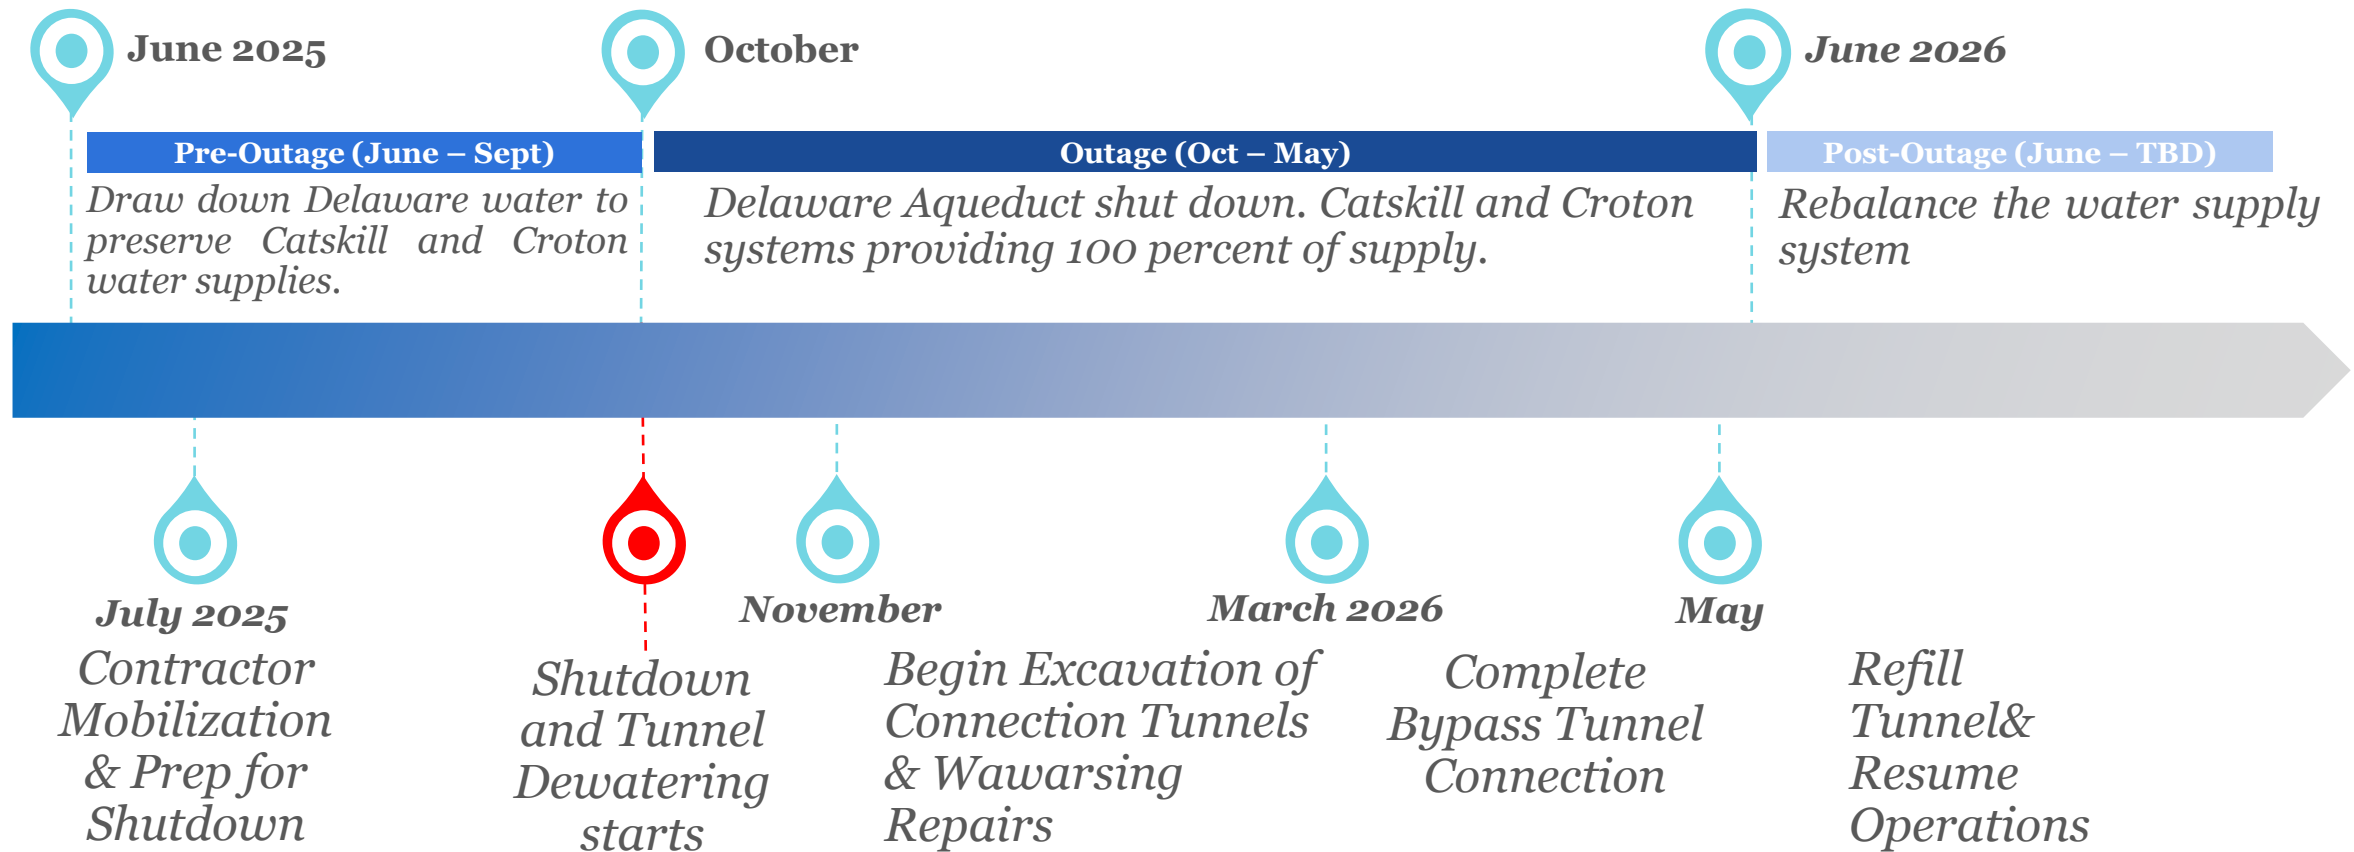 June 2025
October
June 2026
Pre-Outage (June – Sept)
Outage (Oct – May)
Post-Outage (June – TBD)
Draw down Delaware water to
preserve Catskill and Croton
water supplies.
Delaware Aqueduct shut down. Catskill and Croton
systems providing 100 percent of supply.
Rebalance the water supply
system
July 2025
Contractor
Mobilization
& Prep for
Shutdown
Shutdown
and Tunnel
Dewatering
starts
November
Begin Excavation of
Connection Tunnels
& Wawarsing
Repairs
March 2026
Complete
Bypass Tunnel
Connection
May
Refill
Tunnel&
Resume
Operations